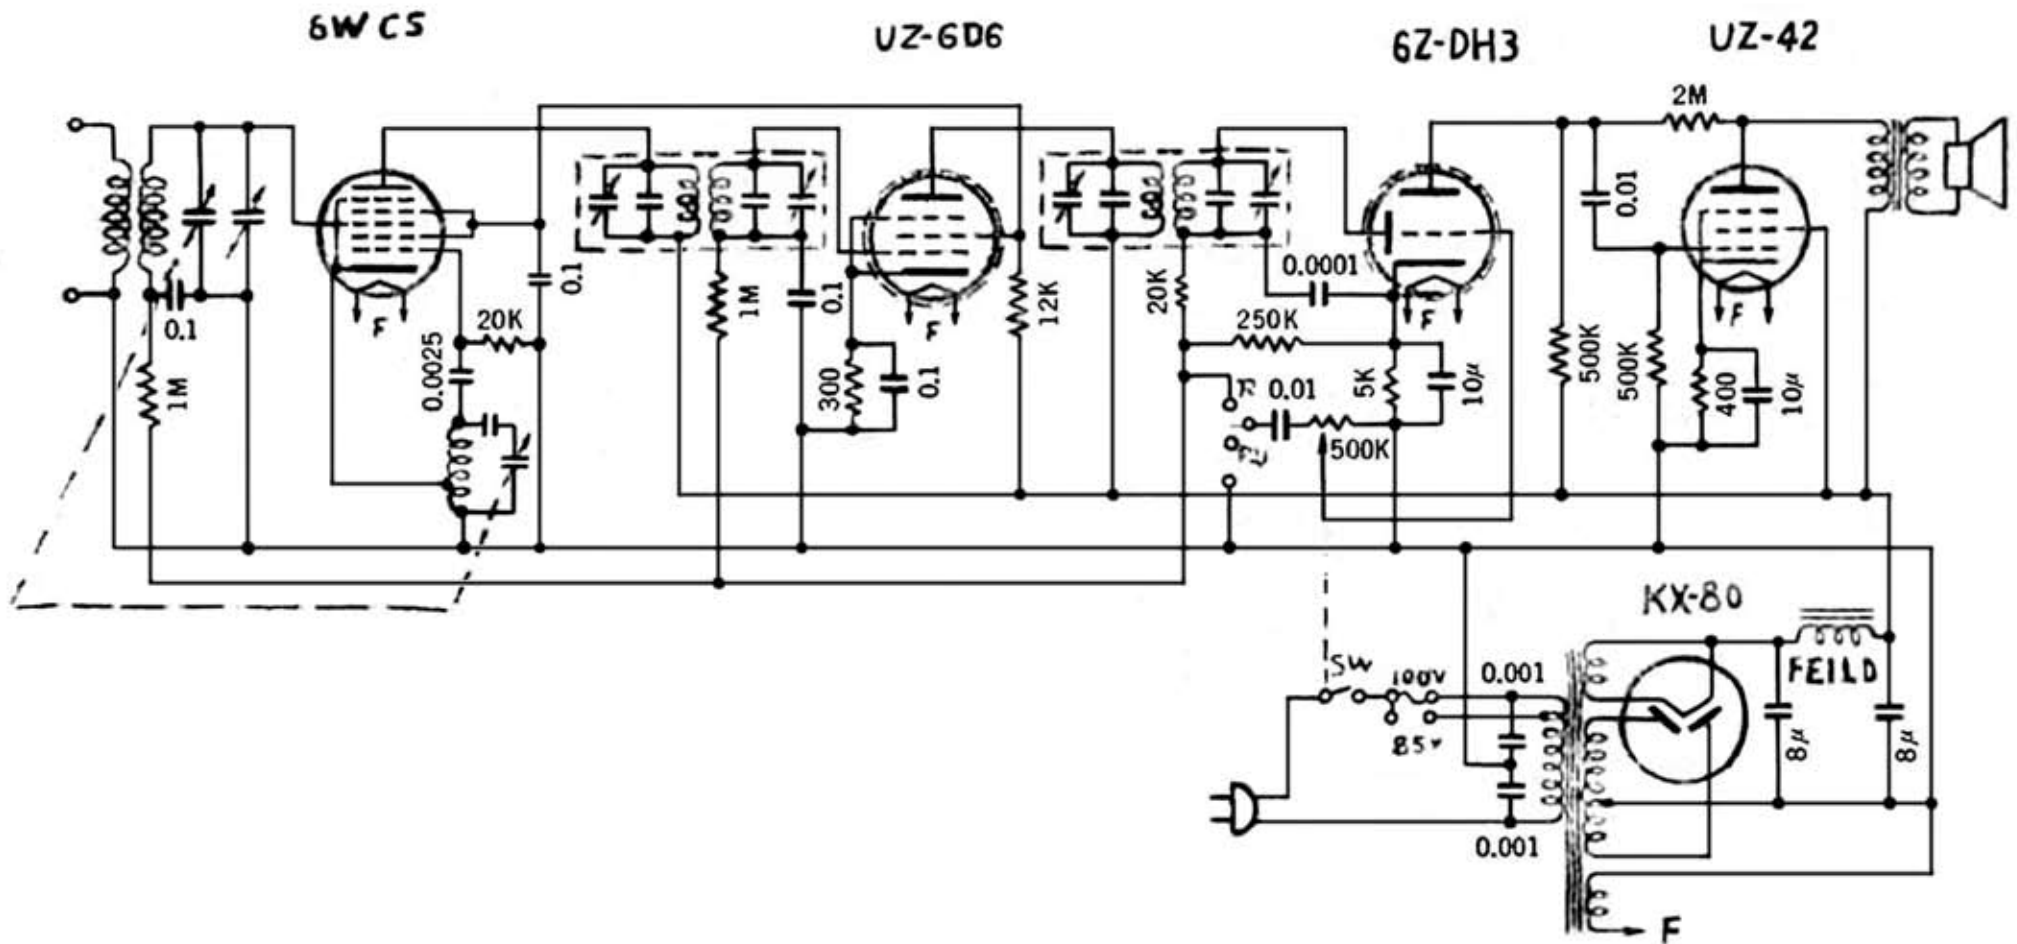 6WC5
UZ-6D6
6Z-DH3
UZ-42
2M
0.01
0.1
0.1
1M
0.1
12K
20K
0.0001
F
F
F
F
0.1
1M
20K
0.0025
300
0.1
250K
5K
10μ
500K
500K
400
10μ
0.01
500K
KX-80
SW
100V
85V
0.001
0.001
FEILD
8μ
8μ
F